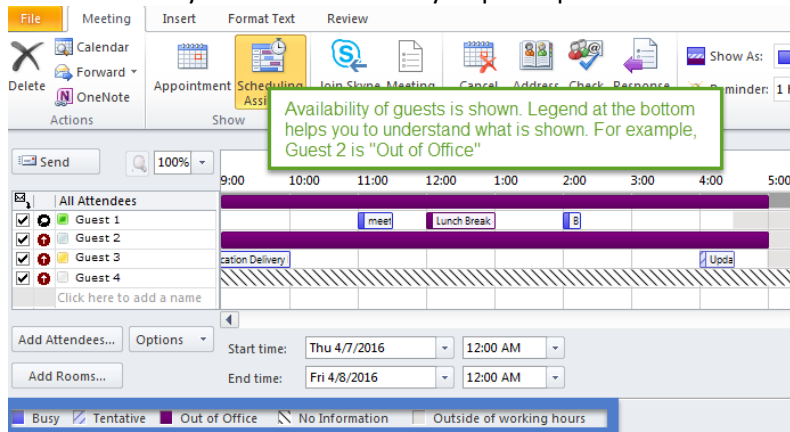 File Meeting Insert Format Text Review
Calendar
Forward
OneNote
Delete
Appointment Scheduling
Join Skype Meeting Cancel Address Check Response
Show As:
Reminder:
Actions Show
Availability of guests is shown. Legend at the bottom
helps you to understand what is shown. For example,
Guest 2 is "Out of Office"
Send 100%
9:00 10:00 11:00 12:00 1:00 2:00 3:00 4:00 5:00
All Attendees
Guest 1 meet Lunch Break B
Guest 2
Guest 3 cation Delivery Upda
Guest 4
Click here to add a name
Add Attendees... Options
Start time: Thu 4/7/2016 12:00 AM
Add Rooms...
End time: Fri 4/8/2016 12:00 AM
Busy Tentative Out of Office No Information Outside of working hours